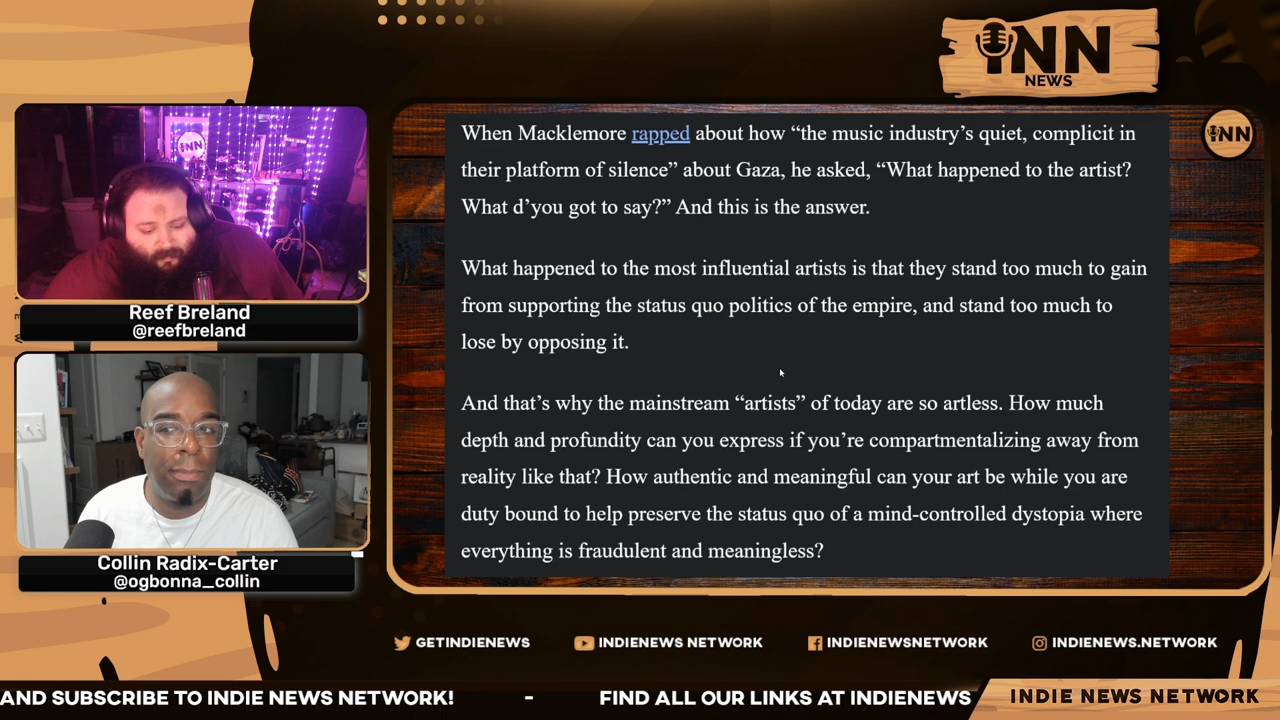 INN
NEWS
INN
INN
When Macklemore rapped about how “the music industry’s quiet, complicit in
their platform of silence” about Gaza, he asked, “What happened to the artist?
What d’you got to say?” And this is the answer.
What happened to the most influential artists is that they stand too much to gain
from supporting the status quo politics of the empire, and stand too much to
lose by opposing it.
And that’s why the mainstream “artists” of today are so artless. How much
depth and profundity can you express if you’re compartmentalizing away from
reality like that? How authentic and meaningful can your art be while you are
duty bound to help preserve the status quo of a mind-controlled dystopia where
everything is fraudulent and meaningless?
Reef Breland
@reefbreland
Collin Radix-Carter
@ogbonna_collin
GETINDIENEWS
INDIENEWS NETWORK
INDIENEWSNETWORK
INDIENEWS.NETWORK
AND SUBSCRIBE TO INDIE NEWS NETWORK! - FIND ALL OUR LINKS AT INDIENEWS
INDIE NEWS NETWORK